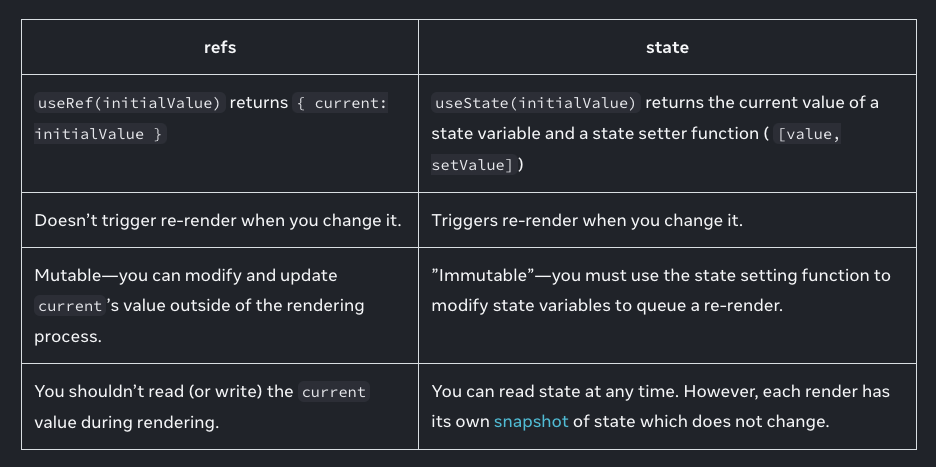 refs
state
useRef(initialValue) returns { current:
initialValue }
useState(initialValue) returns the current value of a
state variable and a state setter function ( [value,
setValue] )
Doesn’t trigger re-render when you change it.
Triggers re-render when you change it.
Mutable—you can modify and update
current ’s value outside of the rendering
process.
”Immutable”—you must use the state setting function to
modify state variables to queue a re-render.
You shouldn’t read (or write) the current
value during rendering.
You can read state at any time. However, each render has
its own snapshot of state which does not change.